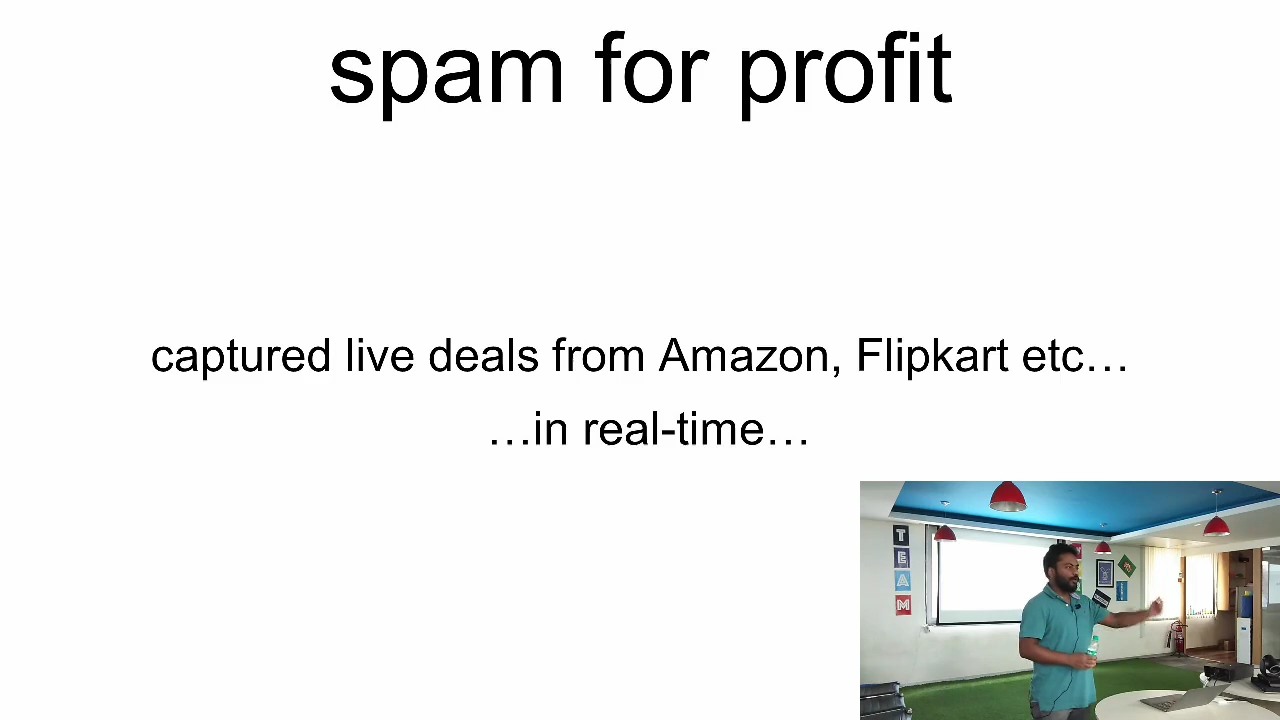 spam for profit
captured live deals from Amazon, Flipkart etc…
…in real-time…
T
E
A
M